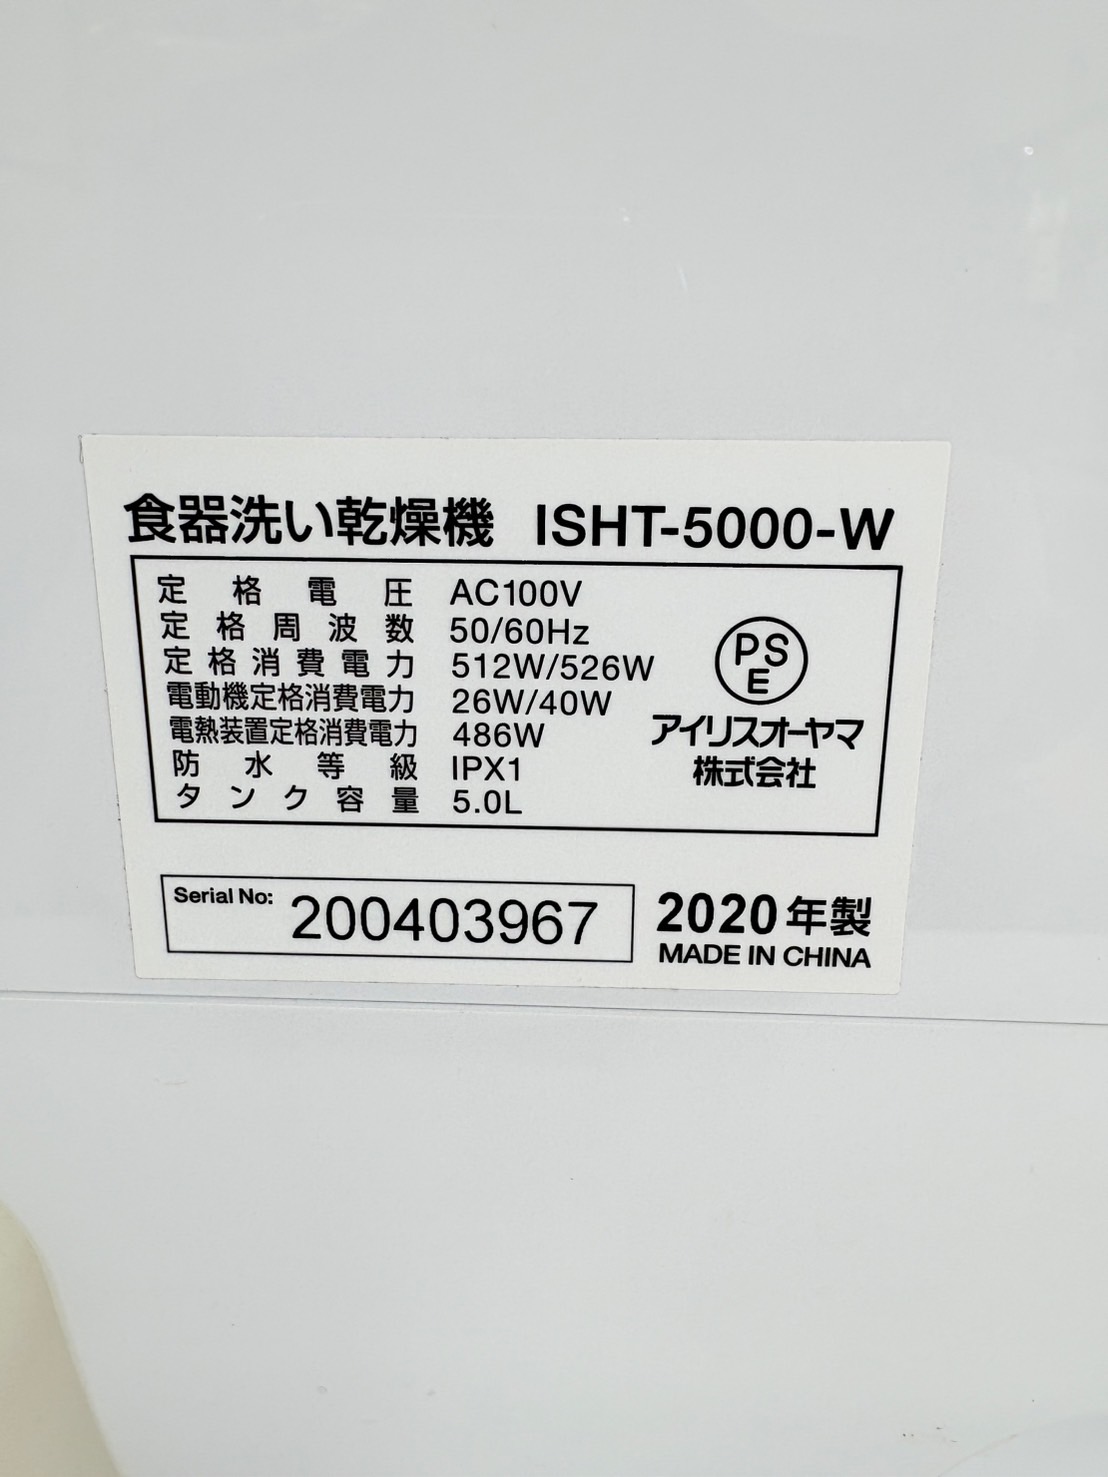 食器洗い乾燥機 ISHT-5000-W
定格電圧 AC100V
定格周波数 50/60Hz
定格消費電力 512W/526W
電動機定格消費電力 26W/40W
電熱装置定格消費電力 486W
防水等級 IPX1
タンク容量 5.0L
PS
E
アイリスオーヤマ
株式会社
Serial No: 200403967
2020年製
MADE IN CHINA